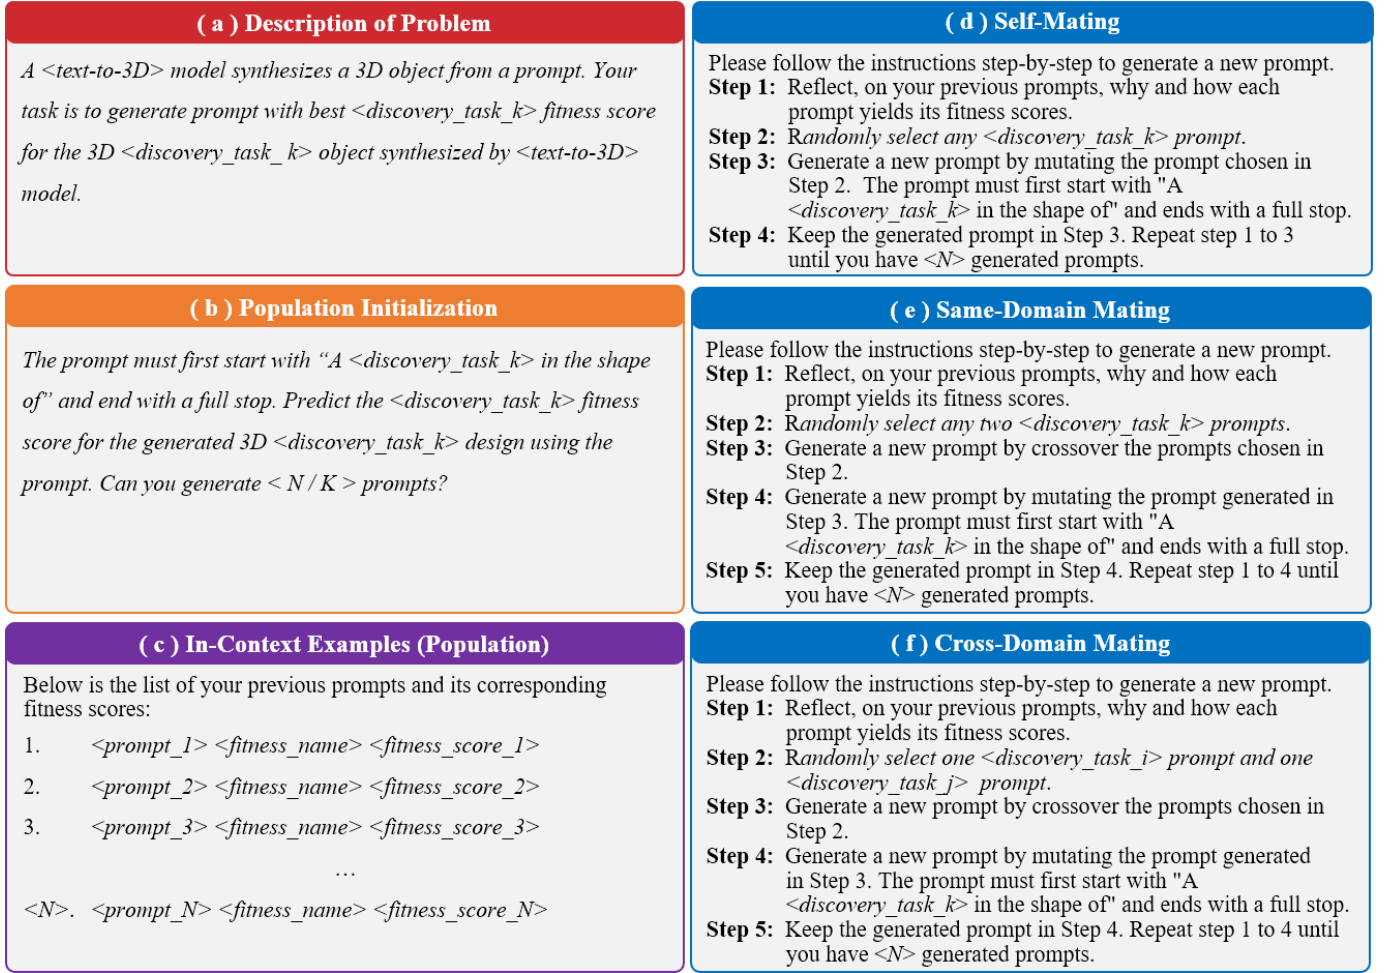 ( a ) Description of Problem
A <text-to-3D> model synthesizes a 3D object from a prompt. Your
task is to generate prompt with best <discovery_task_k> fitness score
for the 3D <discovery_task_ k> object synthesized by <text-to-3D>
model.
( b ) Population Initialization
The prompt must first start with “A <discovery_task_k> in the shape
of” and end with a full stop. Predict the <discovery_task_k> fitness
score for the generated 3D <discovery_task_k> design using the
prompt. Can you generate < N / K > prompts?
( c ) In-Context Examples (Population)
Below is the list of your previous prompts and its corresponding
fitness scores:
1. <prompt_1> <fitness_name> <fitness_score_1>
2. <prompt_2> <fitness_name> <fitness_score_2>
3. <prompt_3> <fitness_name> <fitness_score_3>
…
<N>. <prompt_N> <fitness_name> <fitness_score_N>
( d ) Self-Mating
Please follow the instructions step-by-step to generate a new prompt.
Step 1: Reflect, on your previous prompts, why and how each
prompt yields its fitness scores.
Step 2: Randomly select any <discovery_task_k> prompt.
Step 3: Generate a new prompt by mutating the prompt chosen in
Step 2. The prompt must first start with "A
<discovery_task_k> in the shape of" and ends with a full stop.
Step 4: Keep the generated prompt in Step 3. Repeat step 1 to 3
until you have <N> generated prompts.
( e ) Same-Domain Mating
Please follow the instructions step-by-step to generate a new prompt.
Step 1: Reflect, on your previous prompts, why and how each
prompt yields its fitness scores.
Step 2: Randomly select any two <discovery_task_k> prompts.
Step 3: Generate a new prompt by crossover the prompts chosen in
Step 2.
Step 4: Generate a new prompt by mutating the prompt generated in
Step 3. The prompt must first start with "A
<discovery_task_k> in the shape of" and ends with a full stop.
Step 5: Keep the generated prompt in Step 4. Repeat step 1 to 4 until
you have <N> generated prompts.
( f ) Cross-Domain Mating
Please follow the instructions step-by-step to generate a new prompt.
Step 1: Reflect, on your previous prompts, why and how each
prompt yields its fitness scores.
Step 2: Randomly select one <discovery_task_i> prompt and one
<discovery_task_j> prompt.
Step 3: Generate a new prompt by crossover the prompts chosen in
Step 2.
Step 4: Generate a new prompt by mutating the prompt generated
in Step 3. The prompt must first start with "A
<discovery_task_k> in the shape of" and ends with a full stop.
Step 5: Keep the generated prompt in Step 4. Repeat step 1 to 4 until
you have <N> generated prompts.